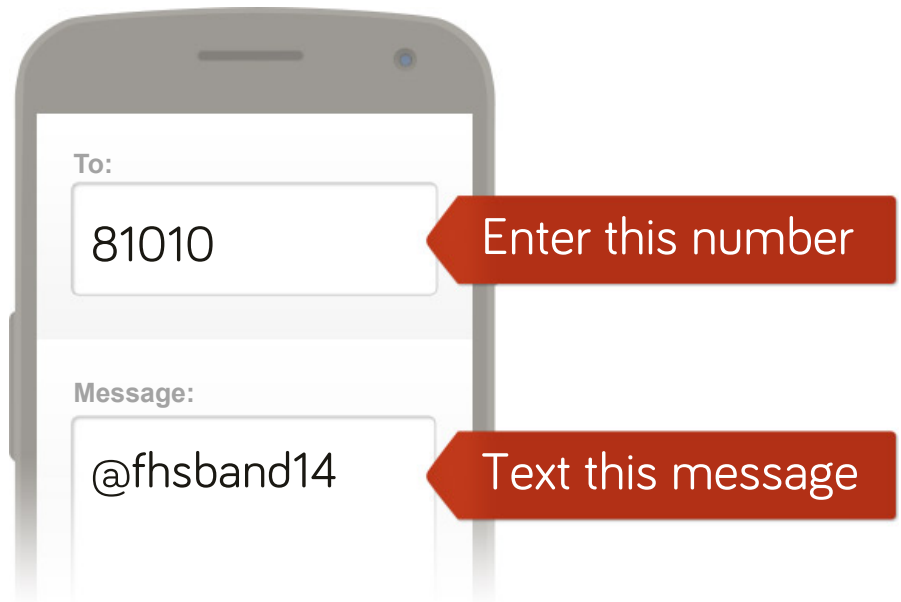 To:
81010
Enter this number
Message:
@fhsband14
Text this message